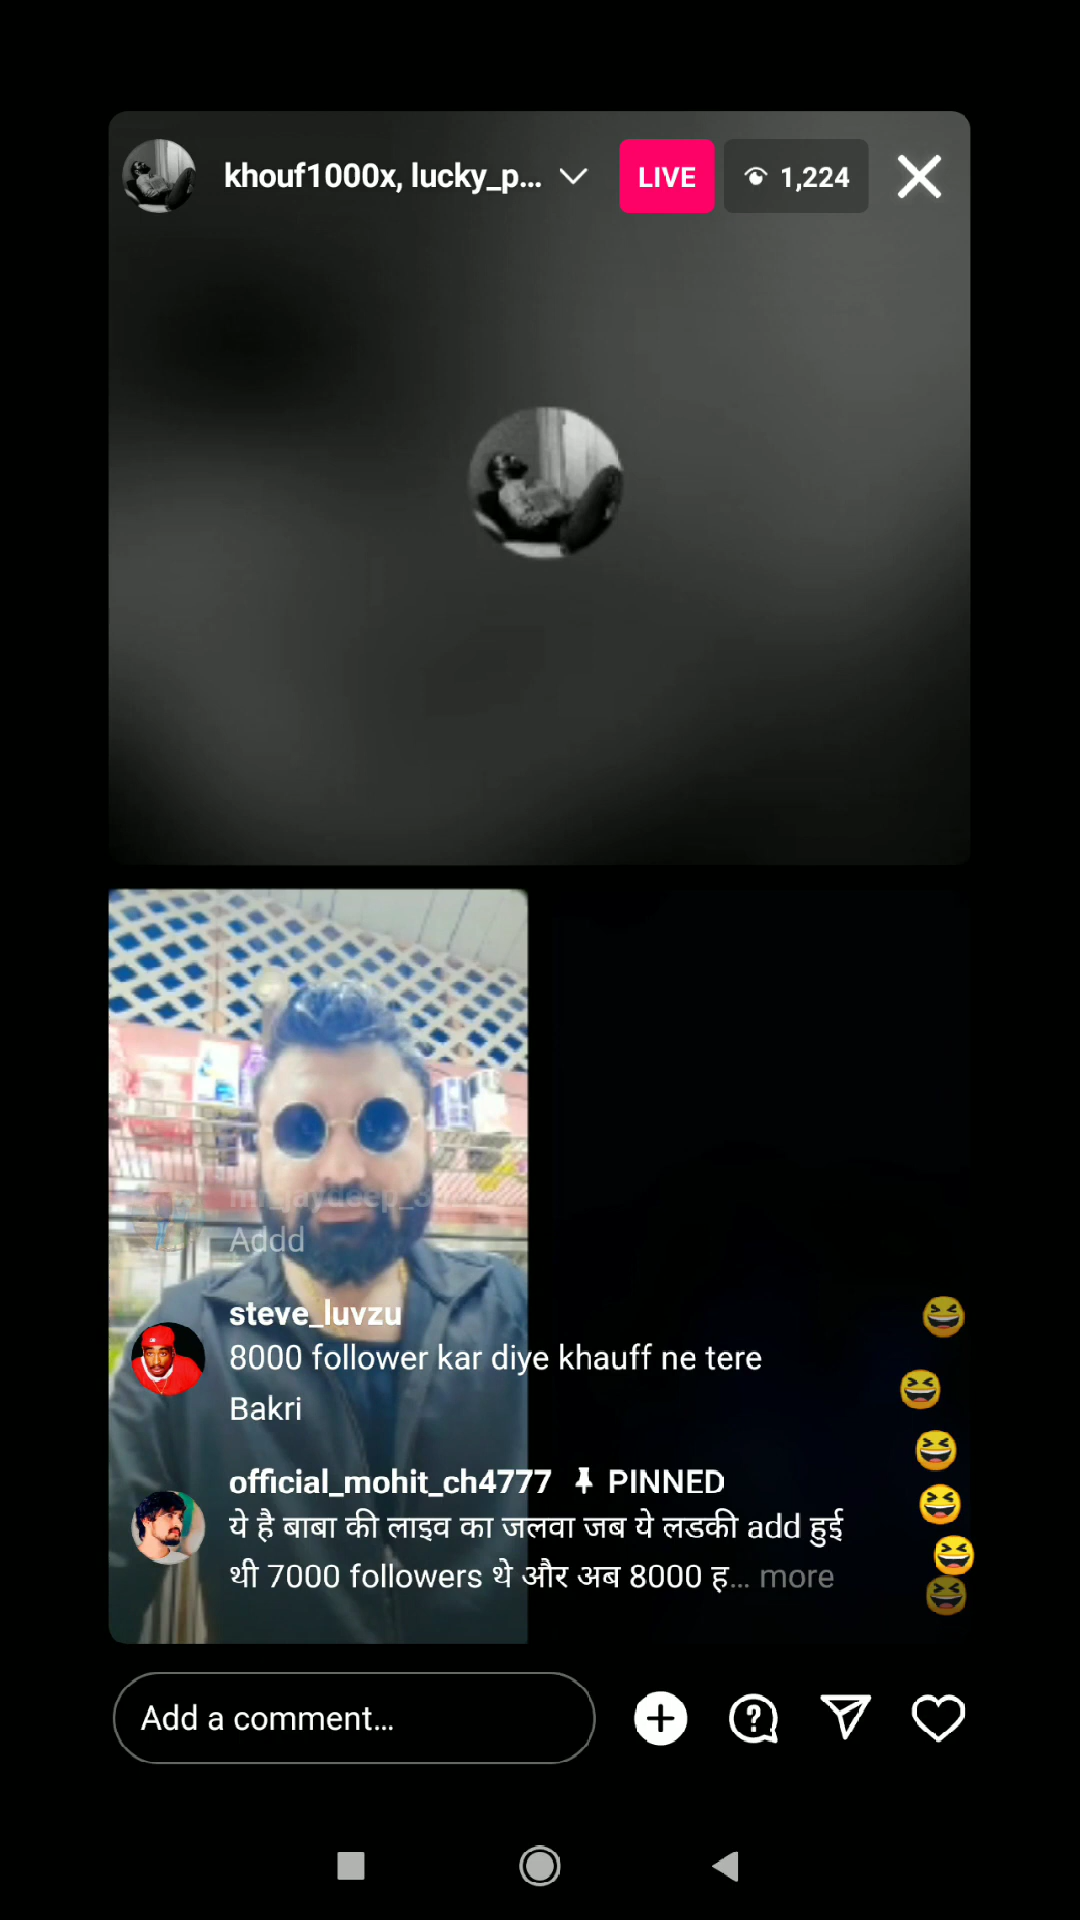 khouf1000x, lucky_p...
LIVE
1,224
Addd
steve_luvzu
8000 follower kar diye khauff ne tere
Bakri
official_mohit_ch4777 PINNED
ये है बाबा की लाइव का जलवा जब ये लडकी add हुई
थी 7000 followers थे और अब 8000 ह... more
Add a comment...